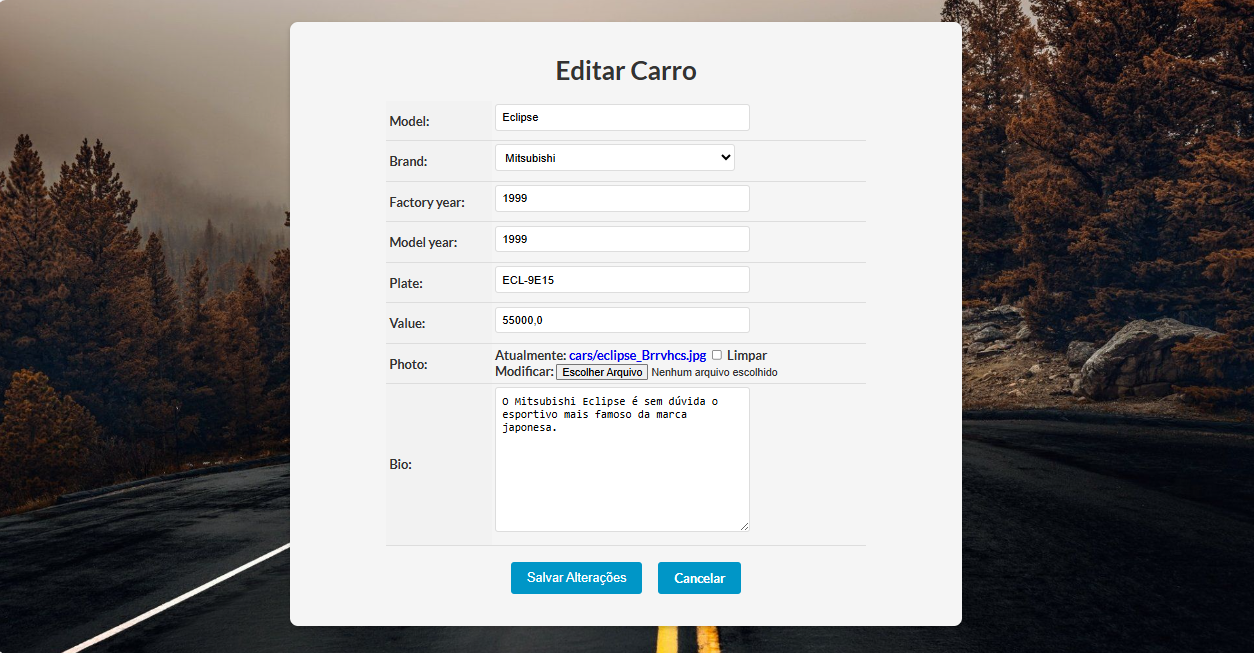 Editar Carro
Model: Eclipse
Brand: Mitsubishi
Factory year: 1999
Model year: 1999
Plate: ECL-9E15
Value: 55000,0
Photo: Atualmente: cars/eclipse_Brrvhcs.jpg Limpar
Modificar: Escolher Arquivo Nenhum arquivo escolhido
Bio: O Mitsubishi Eclipse é sem dúvida o
esportivo mais famoso da marca
japonesa.
Salvar Alterações Cancelar